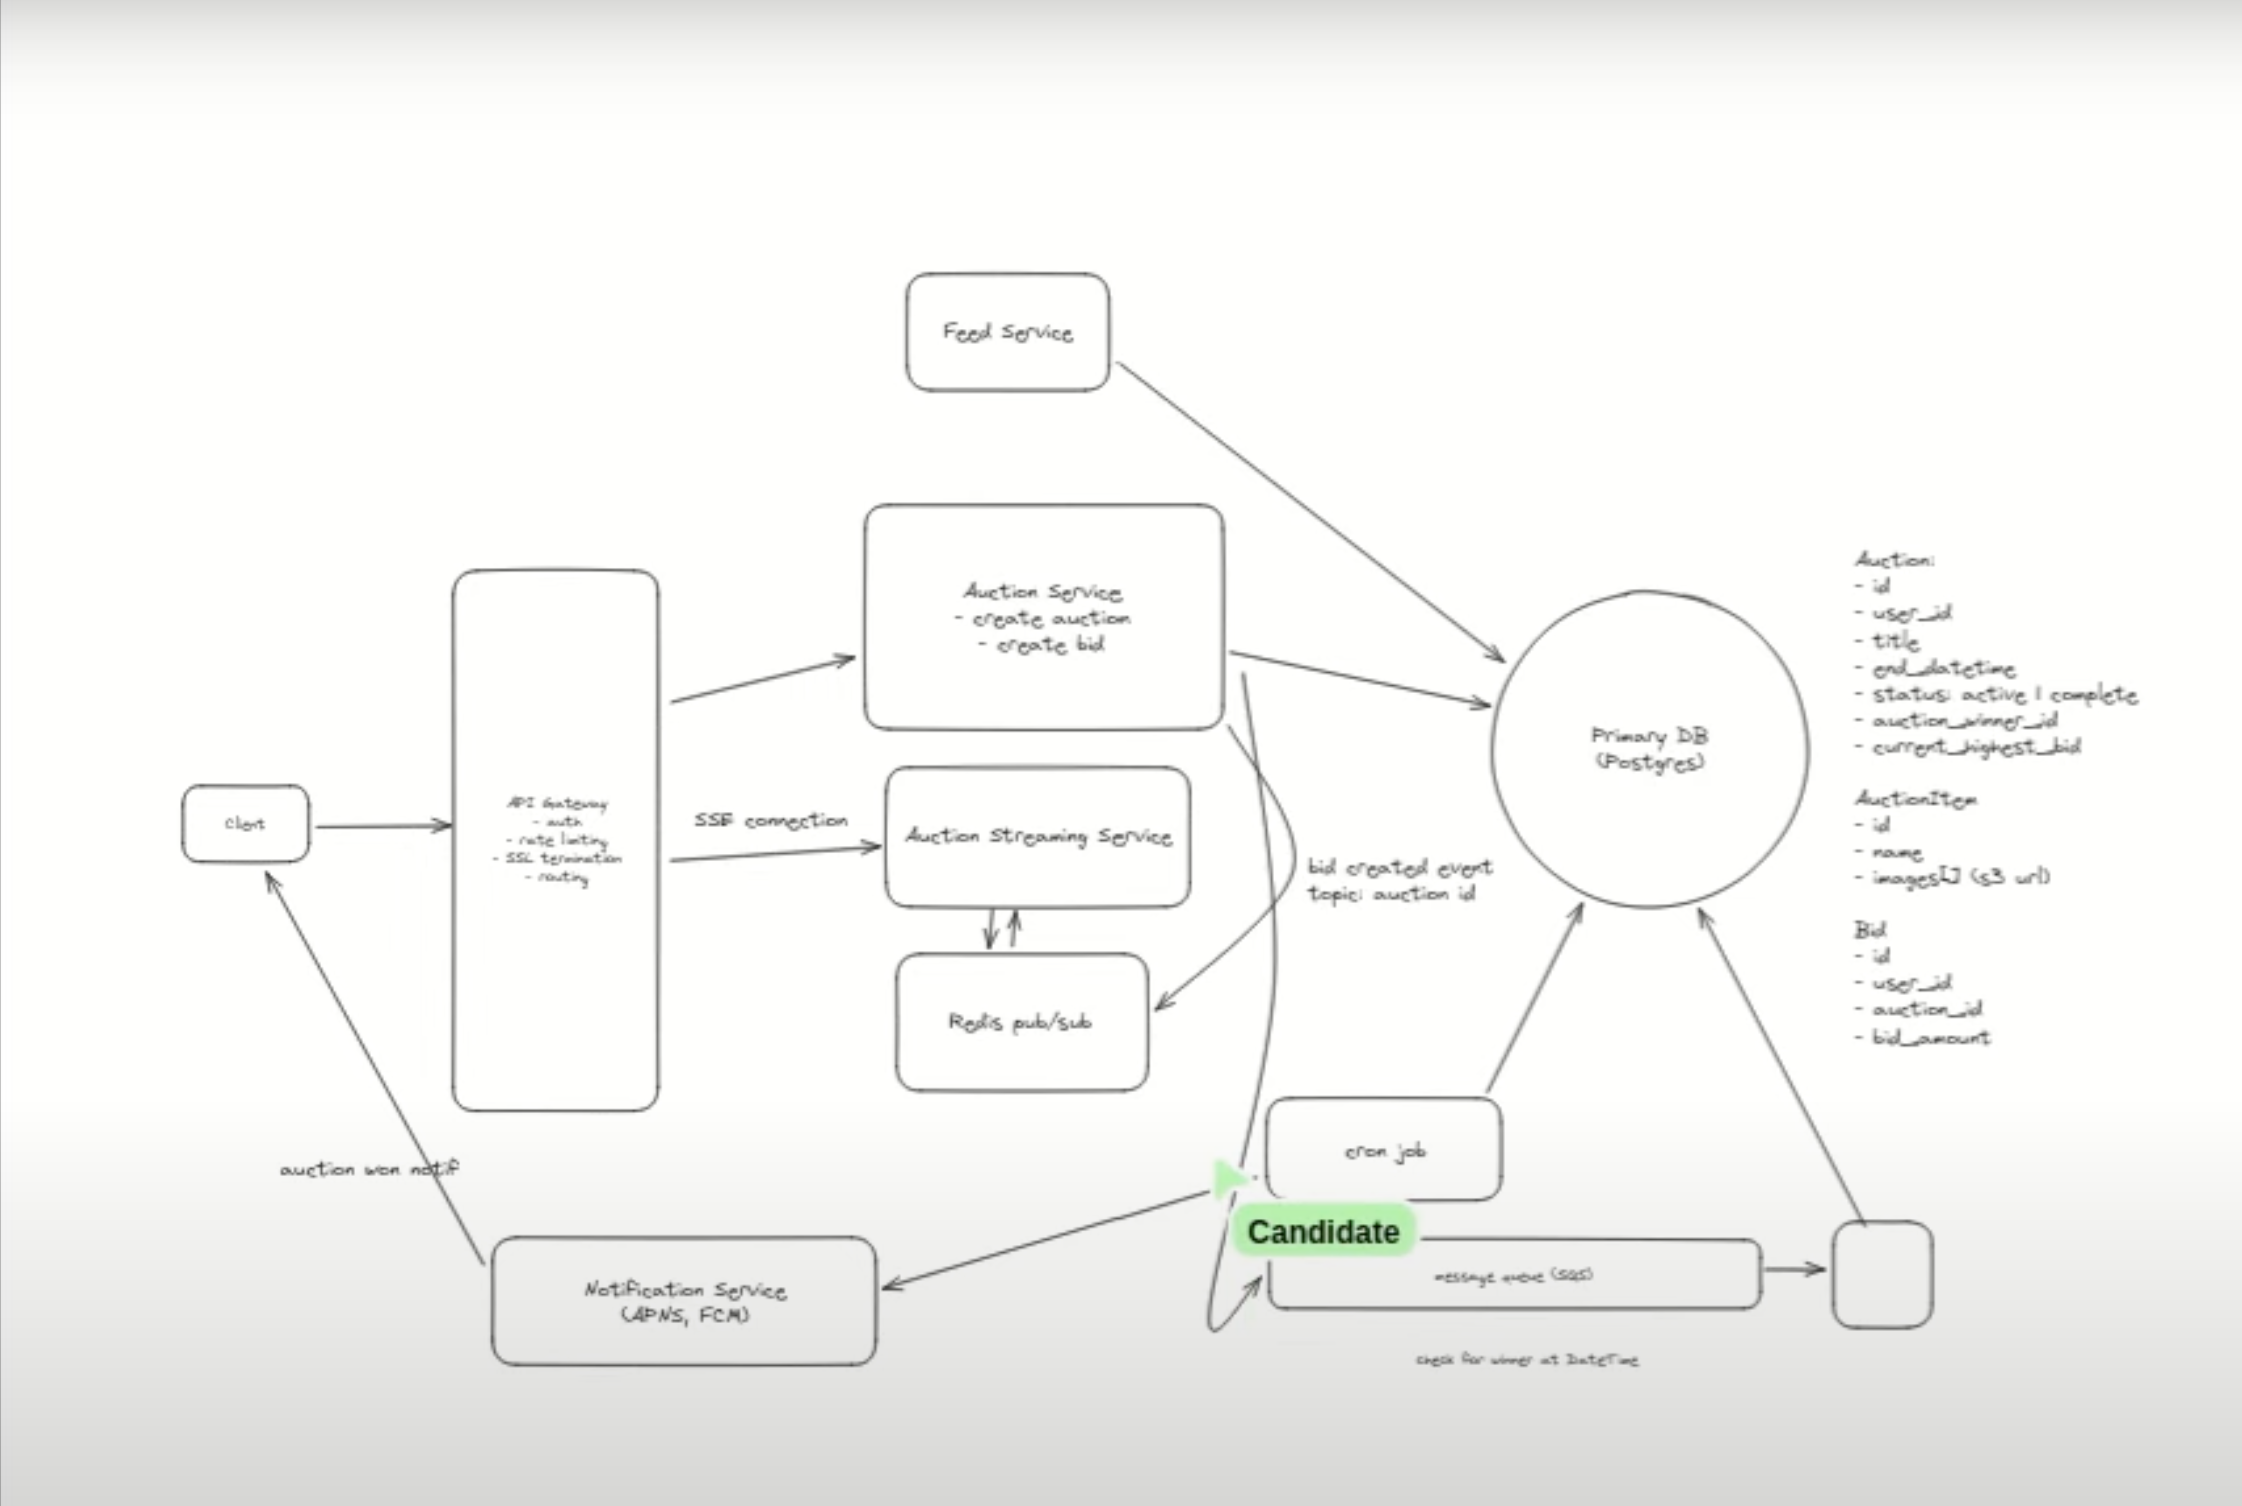 Feed Service
Auction Service
- create auction
- create bid
Client
API Gateway
- auth
- rate limiting
- SSL termination
- routing
SSE connection
Auction Streaming Service
bid created event
topic: auction id
Redis pub/sub
Primary DB
(Postgres)
Auction:
- id
- user_id
- title
- end_datetime
- status: active | complete
- auction_winner_id
- current_highest_bid
AuctionItem
- id
- name
- images[] (s3 url)
Bid
- id
- user_id
- auction_id
- bid_amount
cron job
auction won notif
Candidate
message queue (SQS)
Notification Service
(APNS, FCM)
check for winner at DateTime